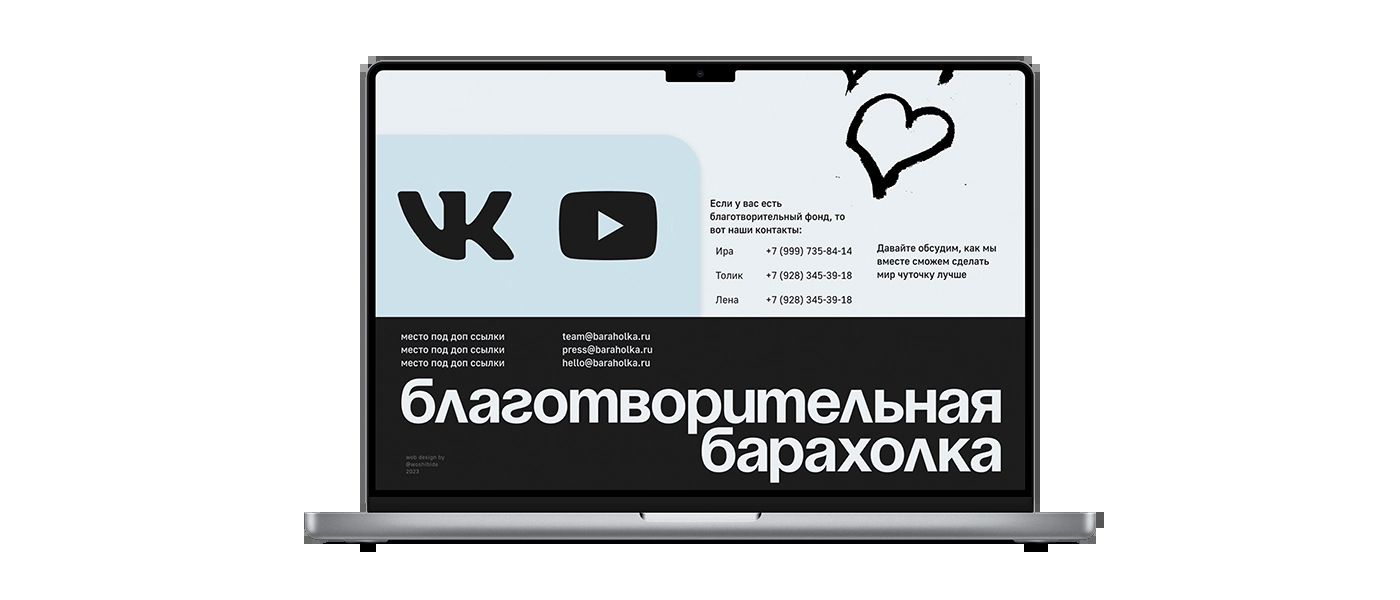 Если у вас есть
благотворительный фонд, то
вот наши контакты:
Ира +7 (999) 735-84-14
Толик +7 (928) 345-39-18
Лена +7 (928) 345-39-18
Давайте обсудим, как мы
вместе сможем сделать
мир чуточку лучше
место под доп ссылки
место под доп ссылки
место под доп ссылки
team@baraholka.ru
press@baraholka.ru
hello@baraholka.ru
благотворительная
барахолка
web design by
@woshibide
2023